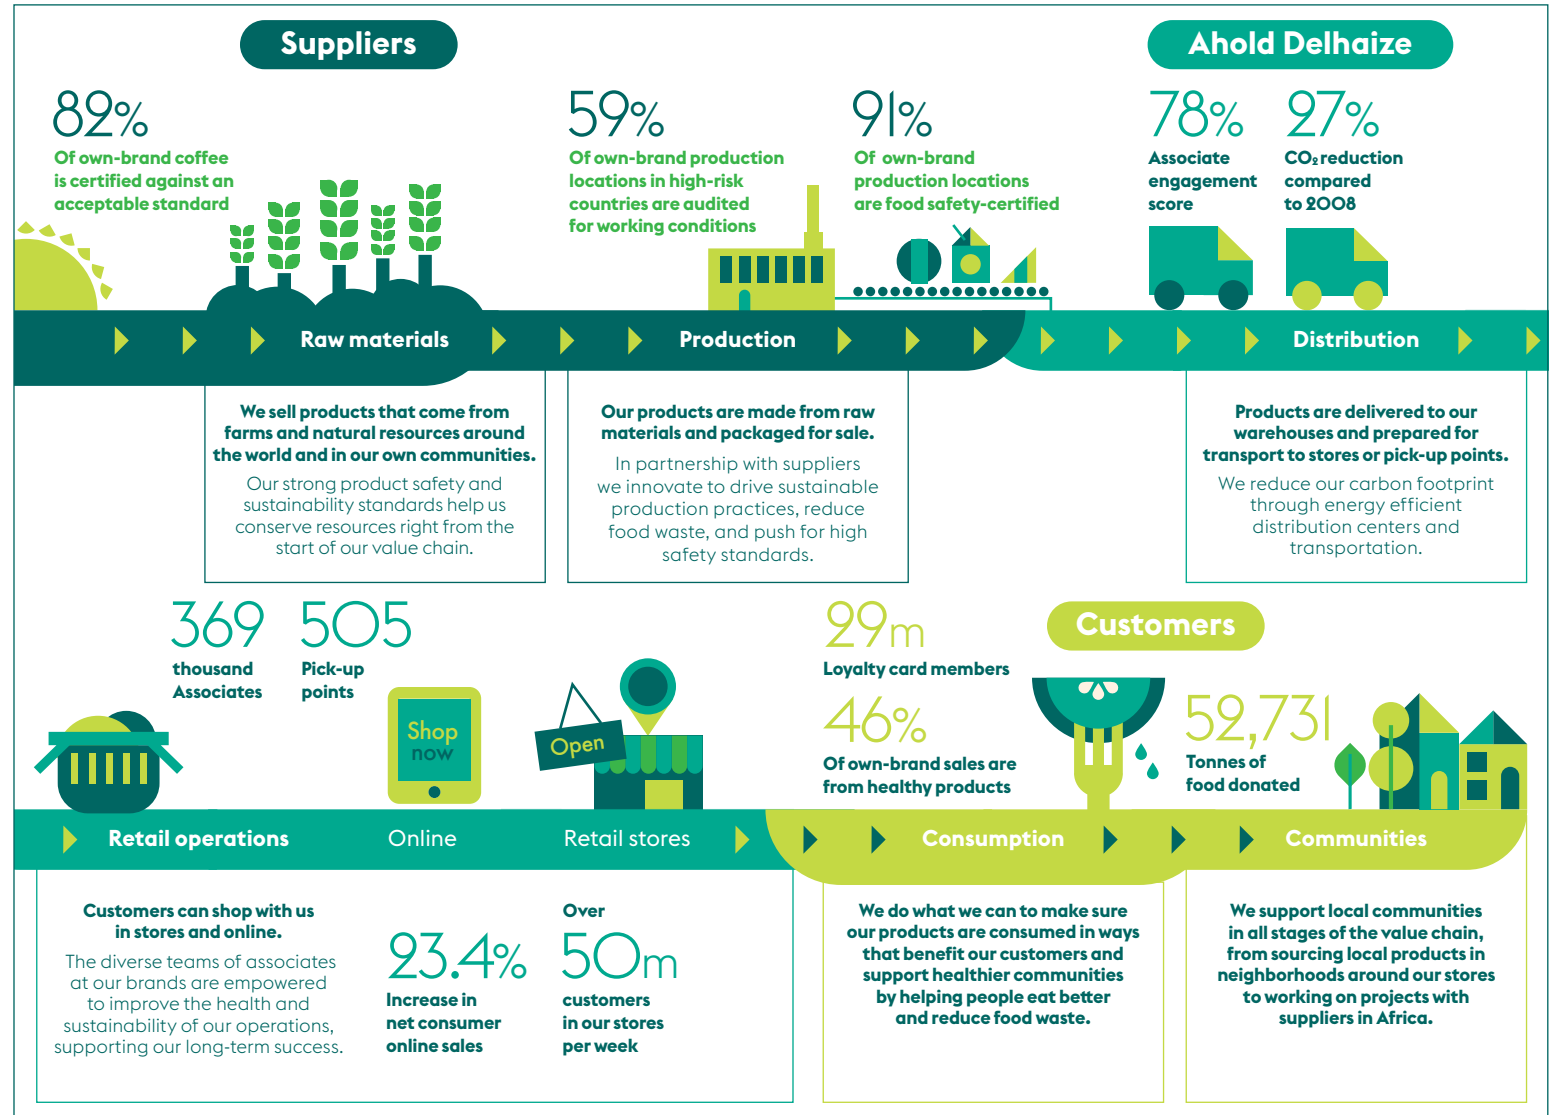 Suppliers
Ahold Delhaize
82%
Of own-brand coffee
is certified against an
acceptable standard
59%
Of own-brand production
locations in high-risk
countries are audited
for working conditions
91%
Of own-brand
production locations
are food safety-certified
78%
Associate
engagement
score
27%
CO₂ reduction
compared
to 2008
Raw materials
Production
Distribution
We sell products that come from
farms and natural resources around
the world and in our own communities.
Our strong product safety and
sustainability standards help us
conserve resources right from the
start of our value chain.
Our products are made from raw
materials and packaged for sale.
In partnership with suppliers
we innovate to drive sustainable
production practices, reduce
food waste, and push for high
safety standards.
Products are delivered to our
warehouses and prepared for
transport to stores or pick-up points.
We reduce our carbon footprint
through energy efficient
distribution centers and
transportation.
369
thousand
Associates
505
Pick-up
points
Shop
now
Open
29m
Loyalty card members
46%
Of own-brand sales are
from healthy products
Customers
52,731
Tonnes of
food donated
Retail operations
Online
Retail stores
Consumption
Communities
Customers can shop with us
in stores and online.
The diverse teams of associates
at our brands are empowered
to improve the health and
sustainability of our operations,
supporting our long-term success.
23.4%
Increase in
net consumer
online sales
Over
50m
customers
in our stores
per week
We do what we can to make sure
our products are consumed in ways
that benefit our customers and
support healthier communities
by helping people eat better
and reduce food waste.
We support local communities
in all stages of the value chain,
from sourcing local products in
neighborhoods around our stores
to working on projects with
suppliers in Africa.